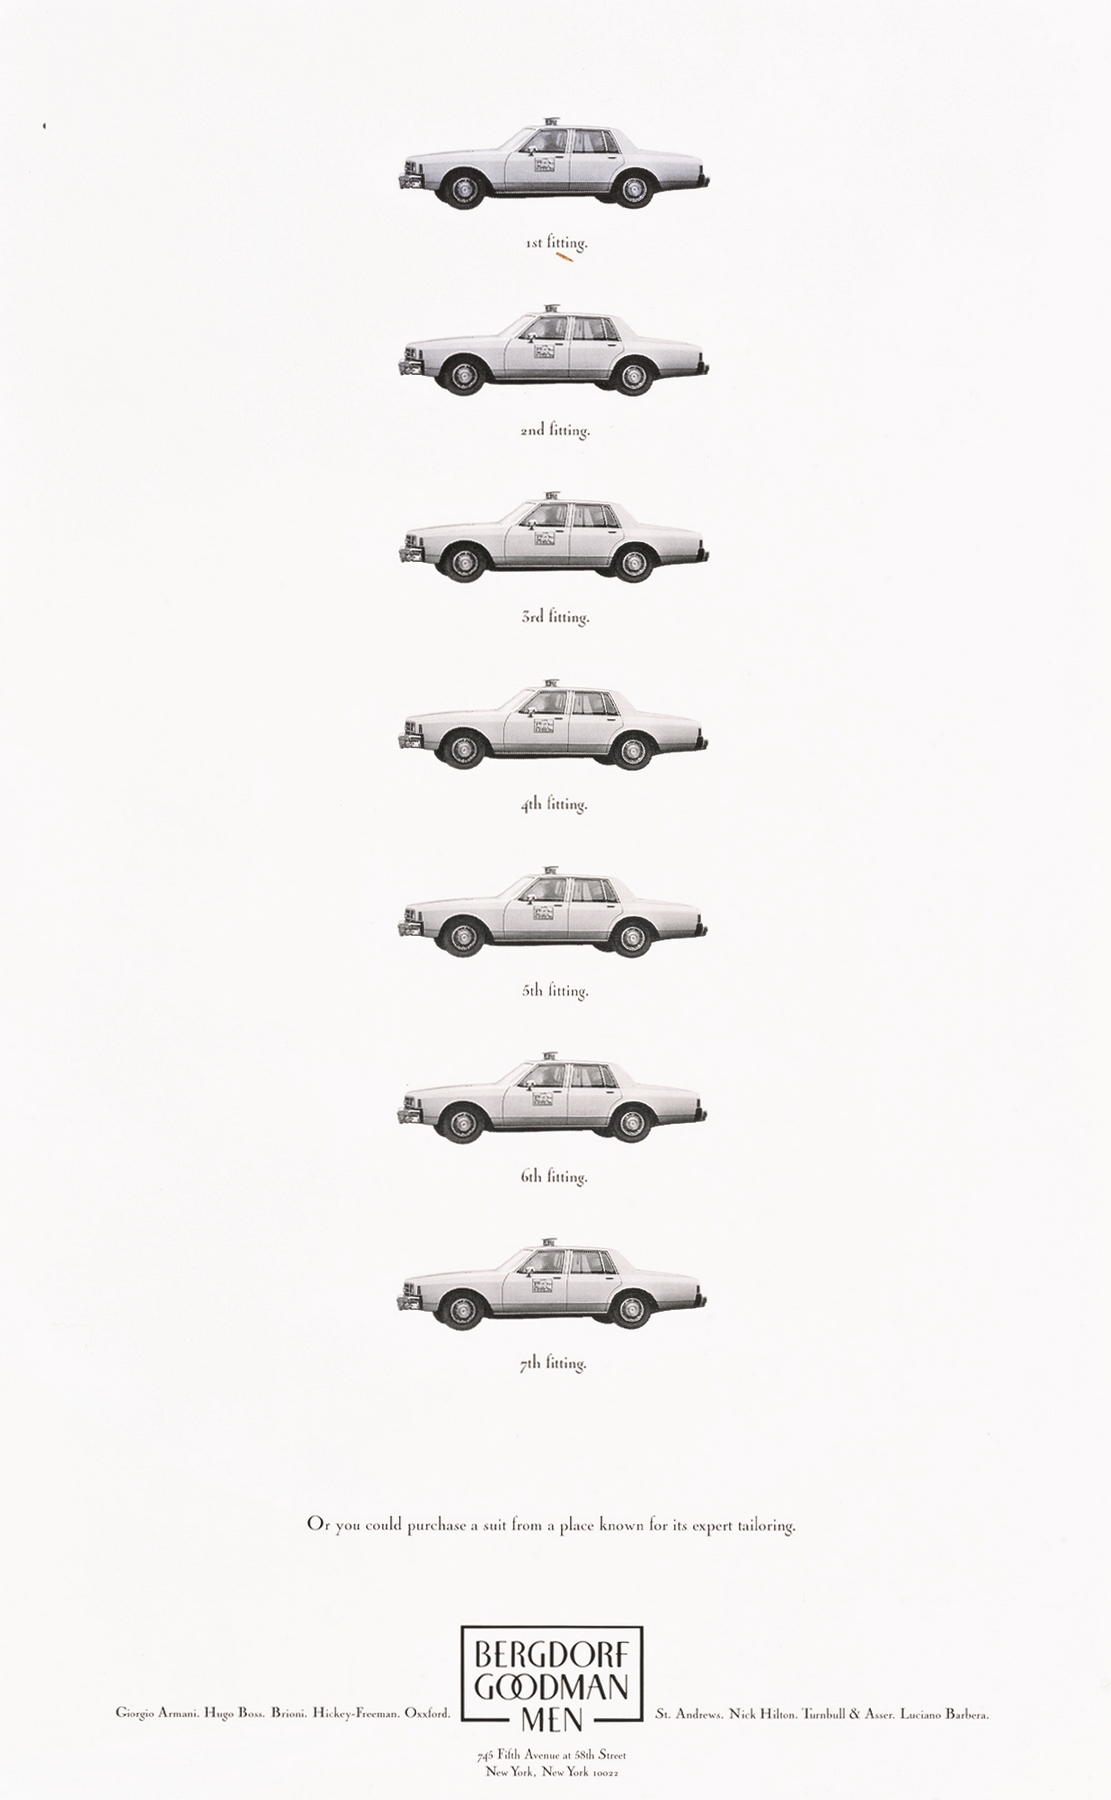 1st fitting.
2nd fitting.
3rd fitting.
4th fitting.
5th fitting.
6th fitting.
7th fitting.
Or you could purchase a suit from a place known for its expert tailoring.
BERGDORF
GOODMAN
MEN
Giorgio Armani. Hugo Boss. Brioni. Hickey-Freeman. Oxxford.
St. Andrews. Nick Hilton. Turnbull & Asser. Luciano Barbera.
745 Fifth Avenue at 58th Street
New York, New York 10022